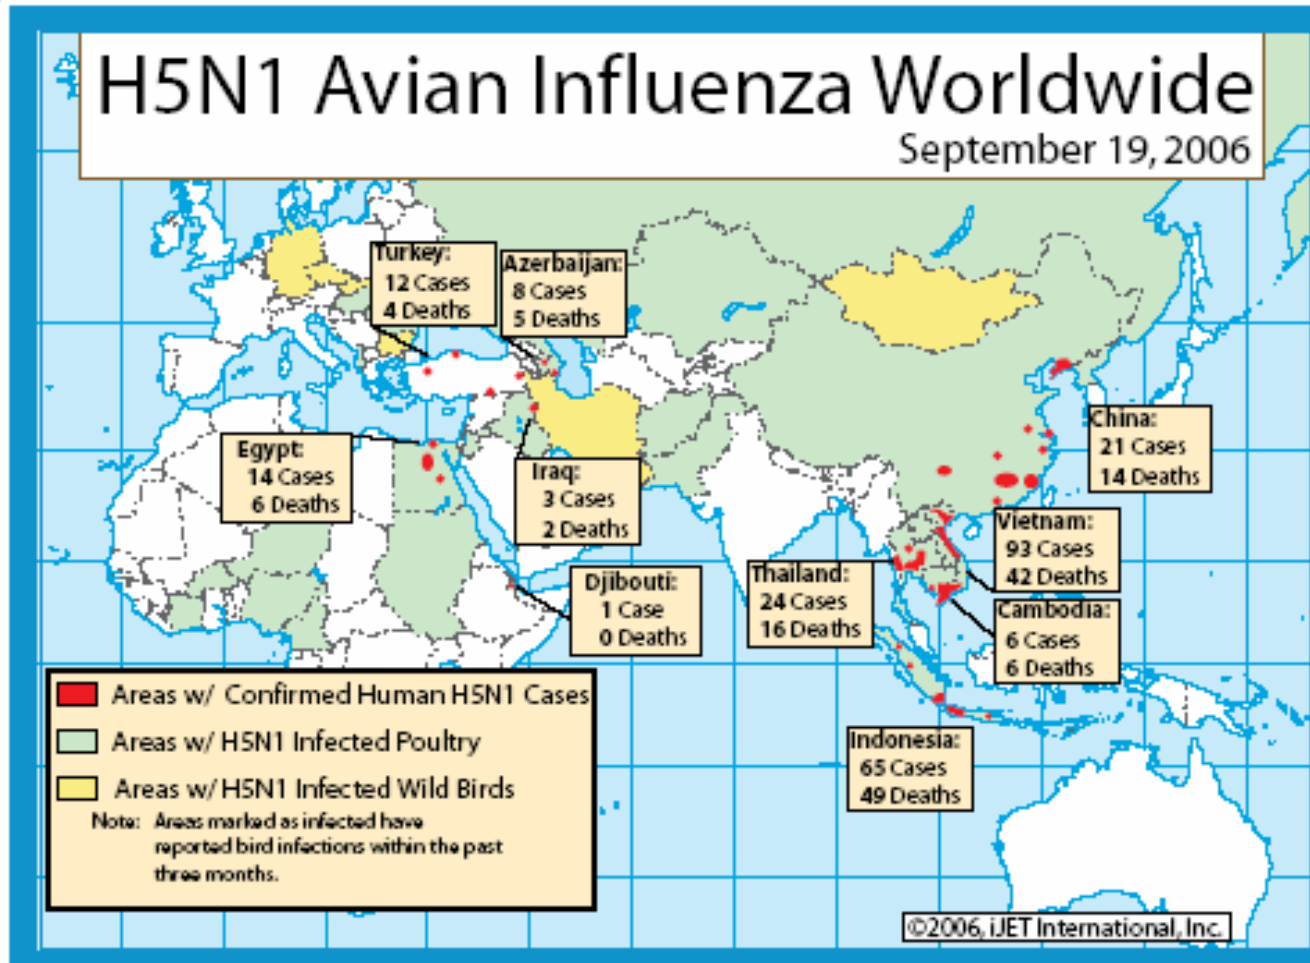 H5N1 Avian Influenza Worldwide
September 19, 2006
Turkey:
12 Cases
4 Deaths
Azerbaijan:
8 Cases
5 Deaths
China:
21 Cases
14 Deaths
Egypt:
14 Cases
6 Deaths
Iraq:
3 Cases
2 Deaths
Vietnam:
93 Cases
42 Deaths
Djibouti:
1 Case
0 Deaths
Thailand:
24 Cases
16 Deaths
Cambodia:
6 Cases
6 Deaths
Indonesia:
65 Cases
49 Deaths
Areas w/ Confirmed Human H5N1 Cases
Areas w/ H5N1 Infected Poultry
Areas w/ H5N1 Infected Wild Birds
Note: Areas marked as infected have
reported bird infections within the past
three months.
©2006, iJET International, Inc.